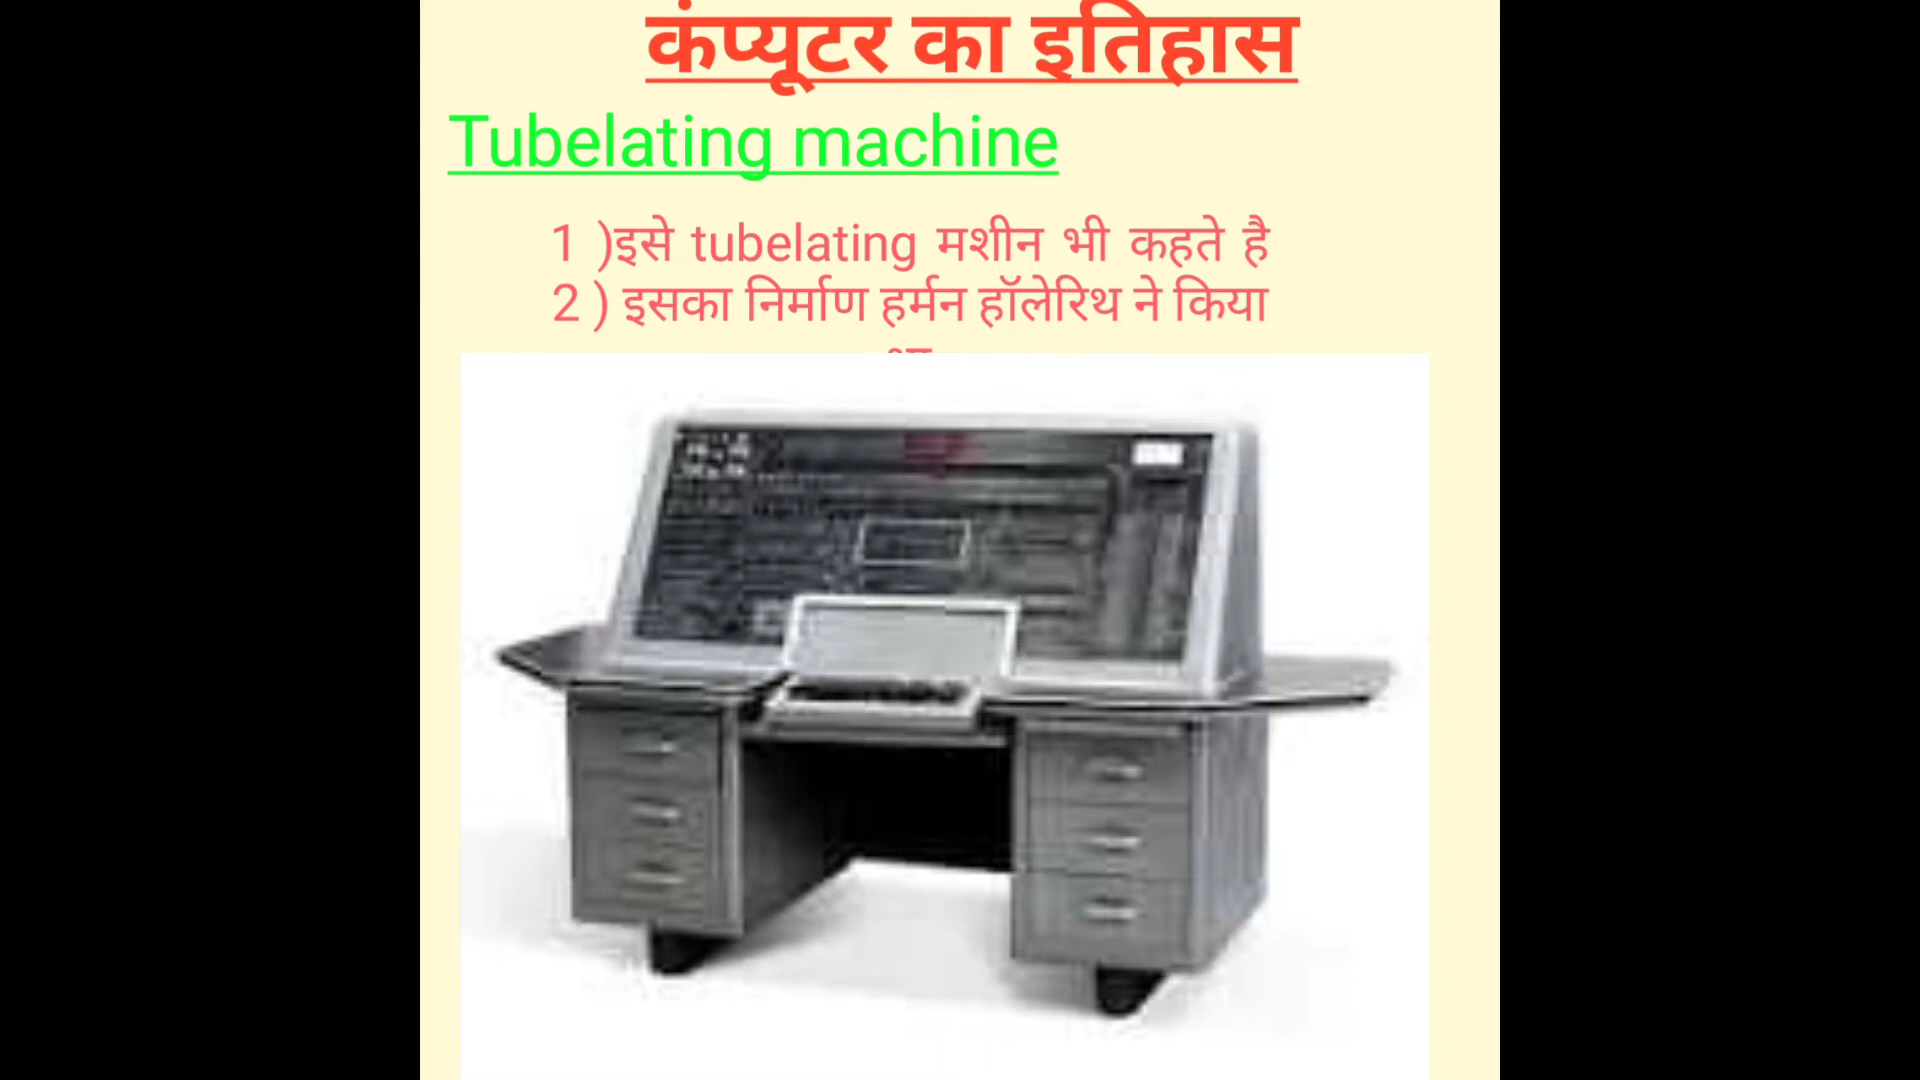 कंप्यूटर का इतिहास
Tubelating machine
1 )इसे tubelating मशीन भी कहते है
2 ) इसका निर्माण हर्मन हॉलेरिथ ने किया